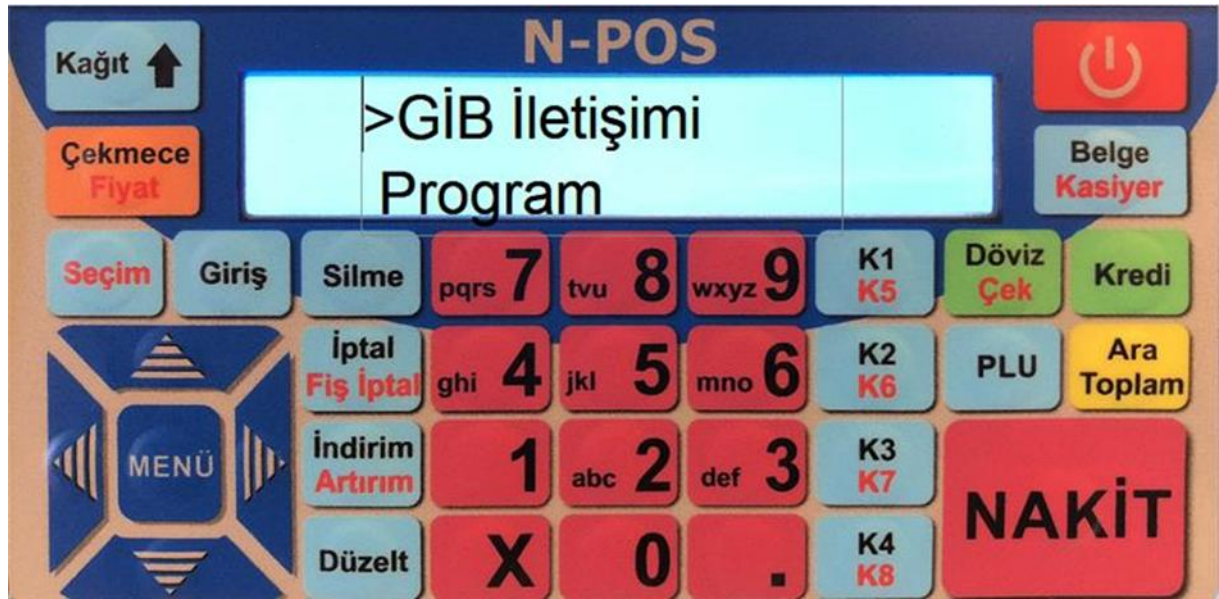 N-POS
Kağıt
>GİB İletişimi
Program
Çekmece
Fiyat
Belge
Kasiyer
Seçim
Giriş
Silme
pqrs 7
tvu 8
wxyz 9
K1
K5
Döviz
Çek
Kredi
İptal
Fiş İptal
ghi 4
jkl 5
mno 6
K2
K6
PLU
Ara
Toplam
MENÜ
İndirim
Artırım
1
abc 2
def 3
K3
K7
NAKİT
Düzelt
X
0
.
K4
K8